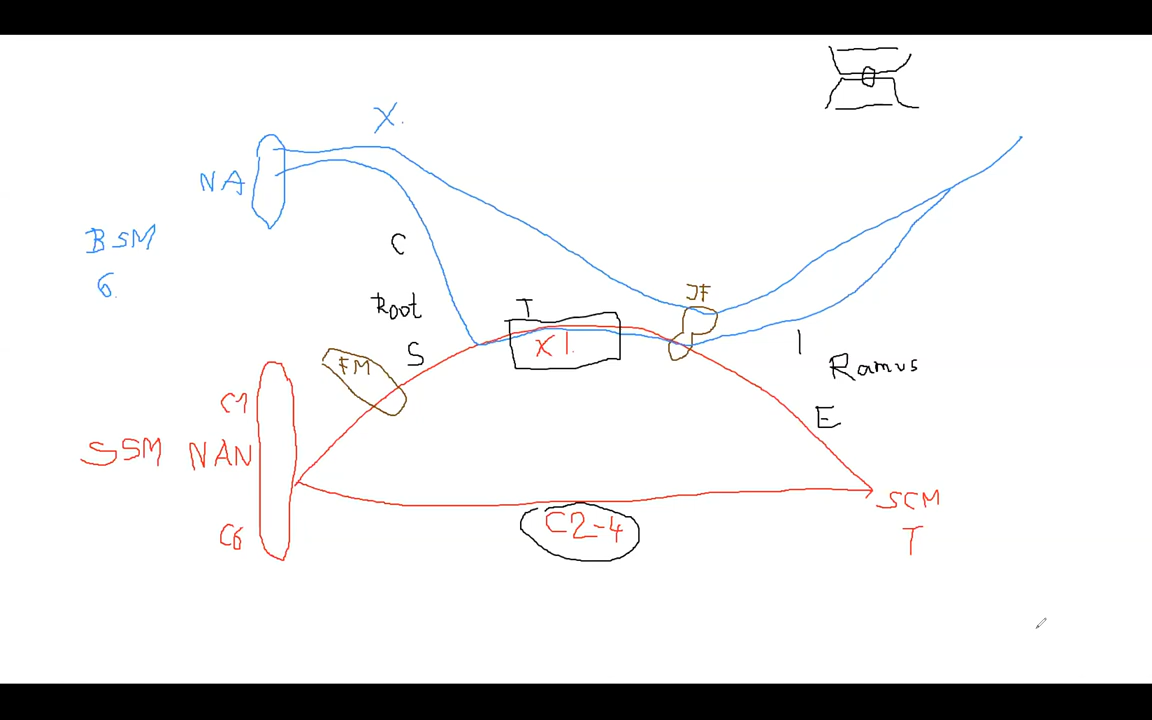 X.
NA
BSM
6.
C
Root
S
T
XI.
JF
FM
I
Ramus
E
C1
SSM NAN
C6
C2-4
SCM
T